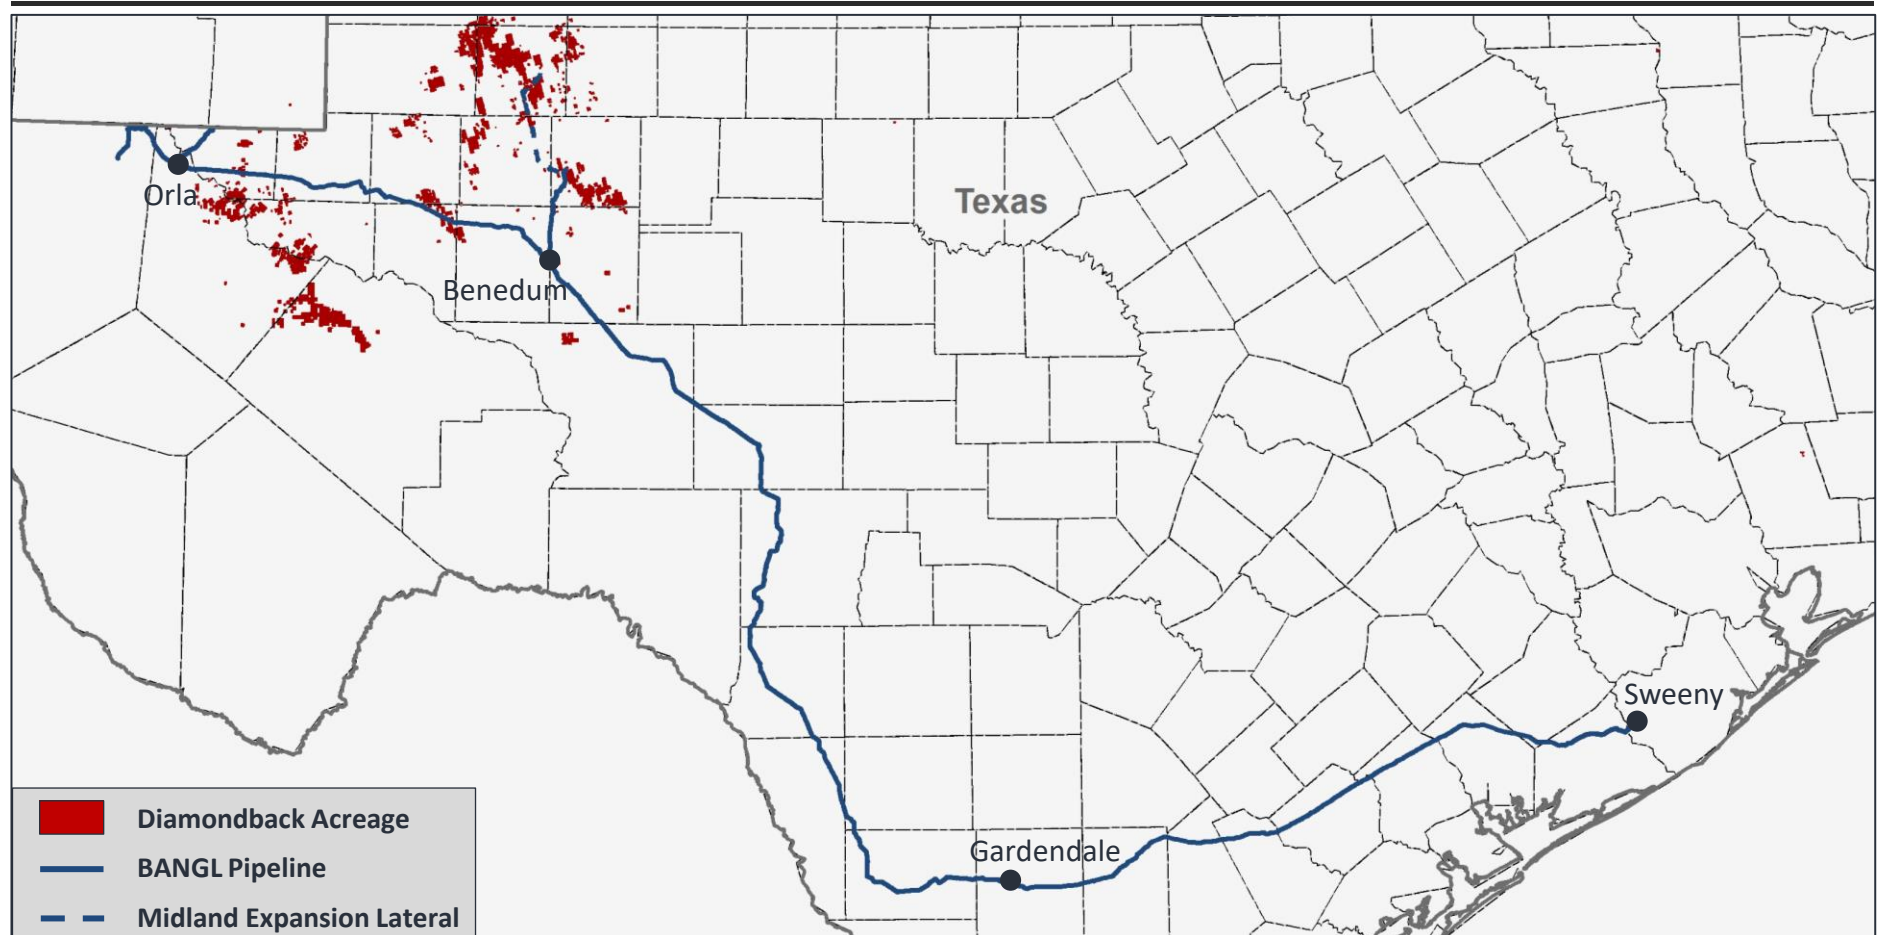 Orla
Texas
Benedum
Sweeny
Gardendale
Diamondback Acreage
BANGL Pipeline
Midland Expansion Lateral